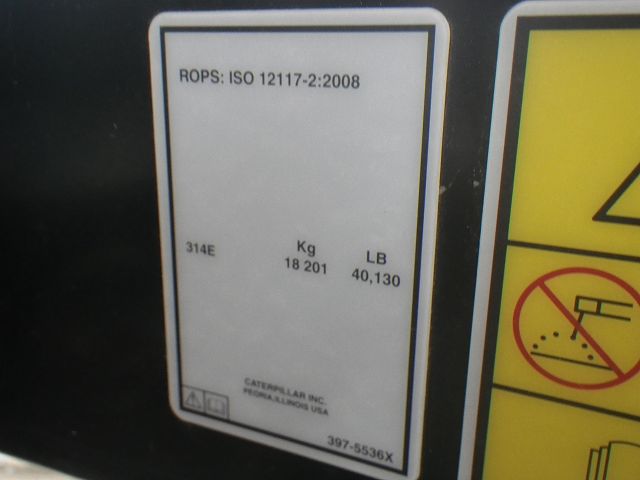 ROPS: ISO 12117-2:2008
Kg LB
314E 18 201 40,130
CATERPILLAR INC.
PEORIA, ILLINOIS USA
397-5536X